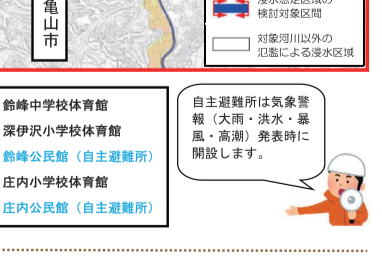 亀山市
浸水想定区域の
検討対象区間
対象河川以外の
氾濫による浸水区域
鈴峰中学校体育館
深伊沢小学校体育館
鈴峰公民館（自主避難所）
庄内小学校体育館
庄内公民館（自主避難所）
自主避難所は気象警
報（大雨・洪水・暴
風・高潮）発表時に
開設します。